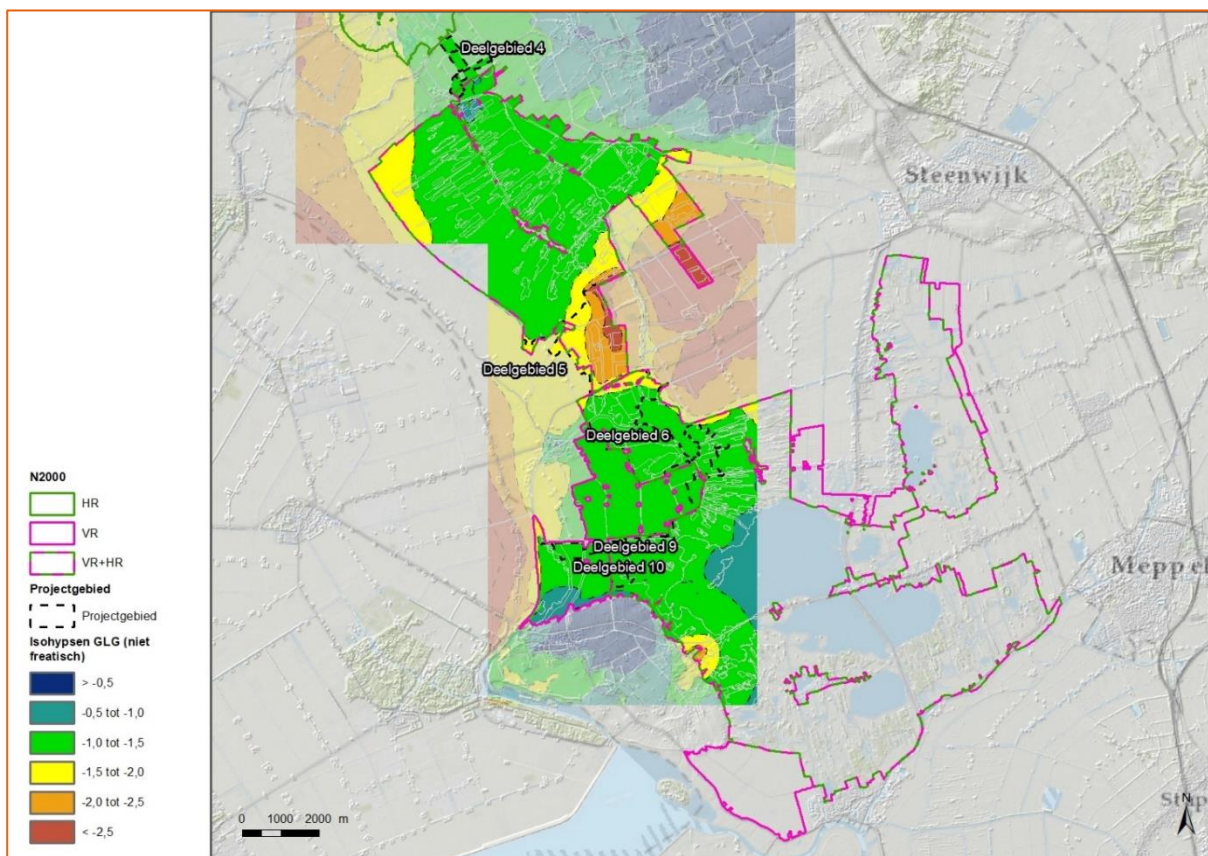 Deelgebied 4
Steenwijk
Deelgebied 5
Deelgebied 6
Deelgebied 9
Deelgebied 10
Meppel
N2000
HR
VR
VR+HR
Projectgebied
Projectgebied
Isohypsen GLG (niet
freatisch)
> -0,5
-0,5 tot -1,0
-1,0 tot -1,5
-1,5 tot -2,0
-2,0 tot -2,5
< -2,5
0 1000 2000 m
N